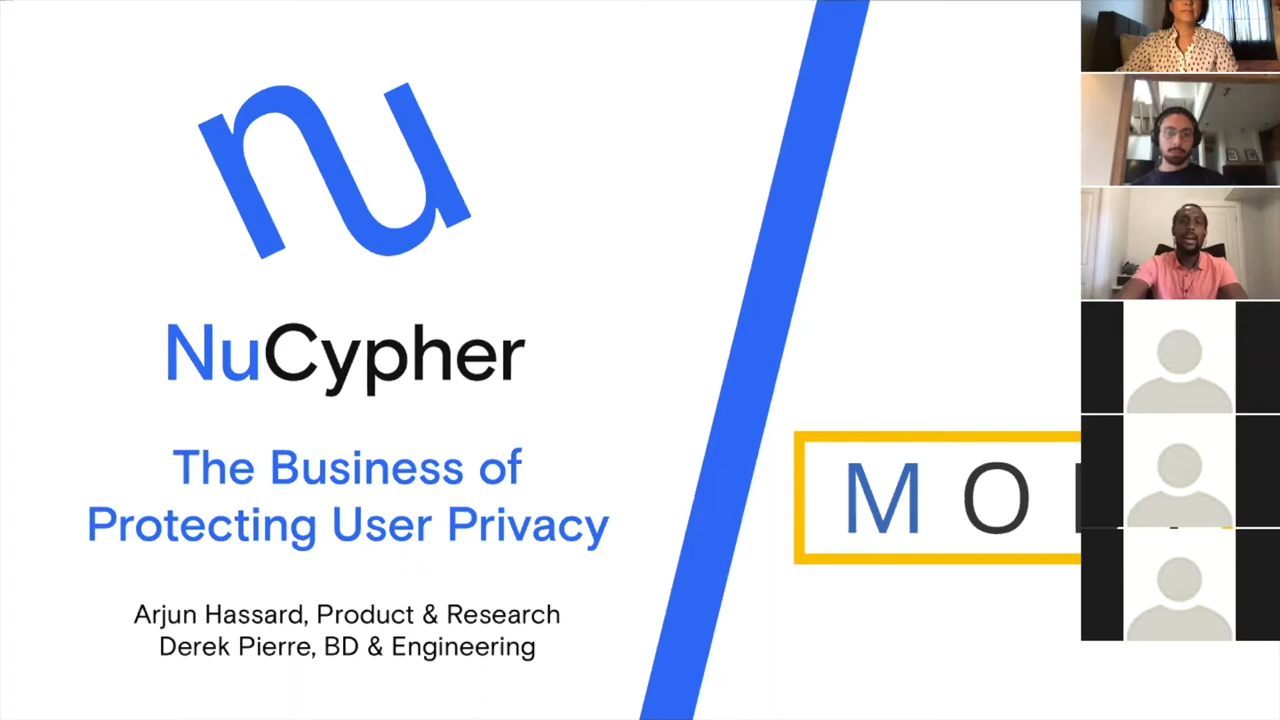 nu
NuCypher
The Business of
Protecting User Privacy
Arjun Hassard, Product & Research
Derek Pierre, BD & Engineering
M O